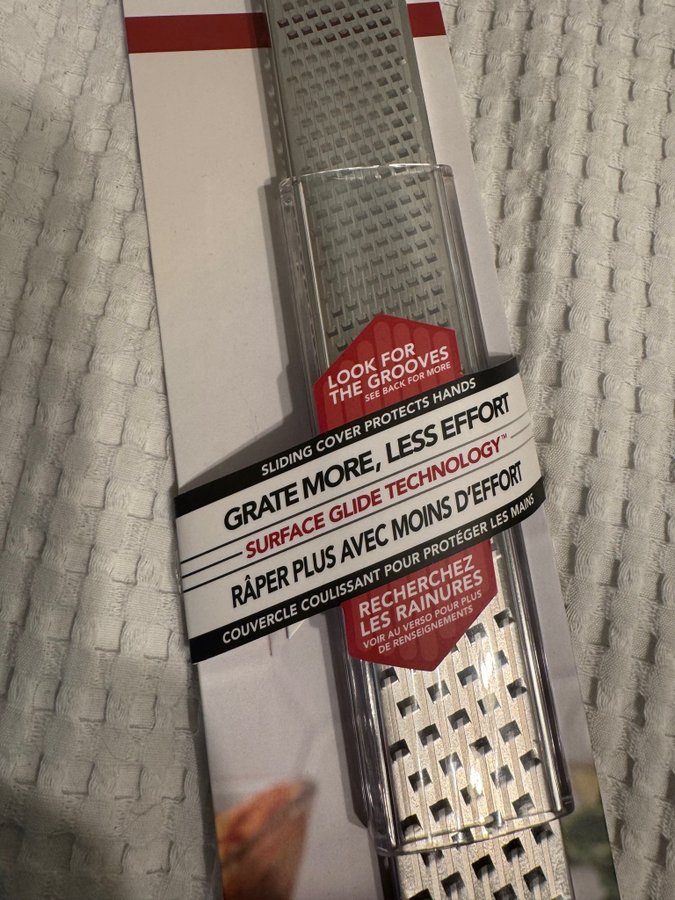 LOOK FOR
THE GROOVES
SEE BACK FOR MORE
SLIDING COVER PROTECTS HANDS
GRATE MORE, LESS EFFORT
SURFACE GLIDE TECHNOLOGY™
RÂPER PLUS AVEC MOINS D'EFFORT
COUVERCLE COULISSANT POUR PROTÉGER LES MAINS
RECHERCHEZ
LES RAINURES
VOIR AU VERSO POUR PLUS
DE RENSEIGNEMENTS